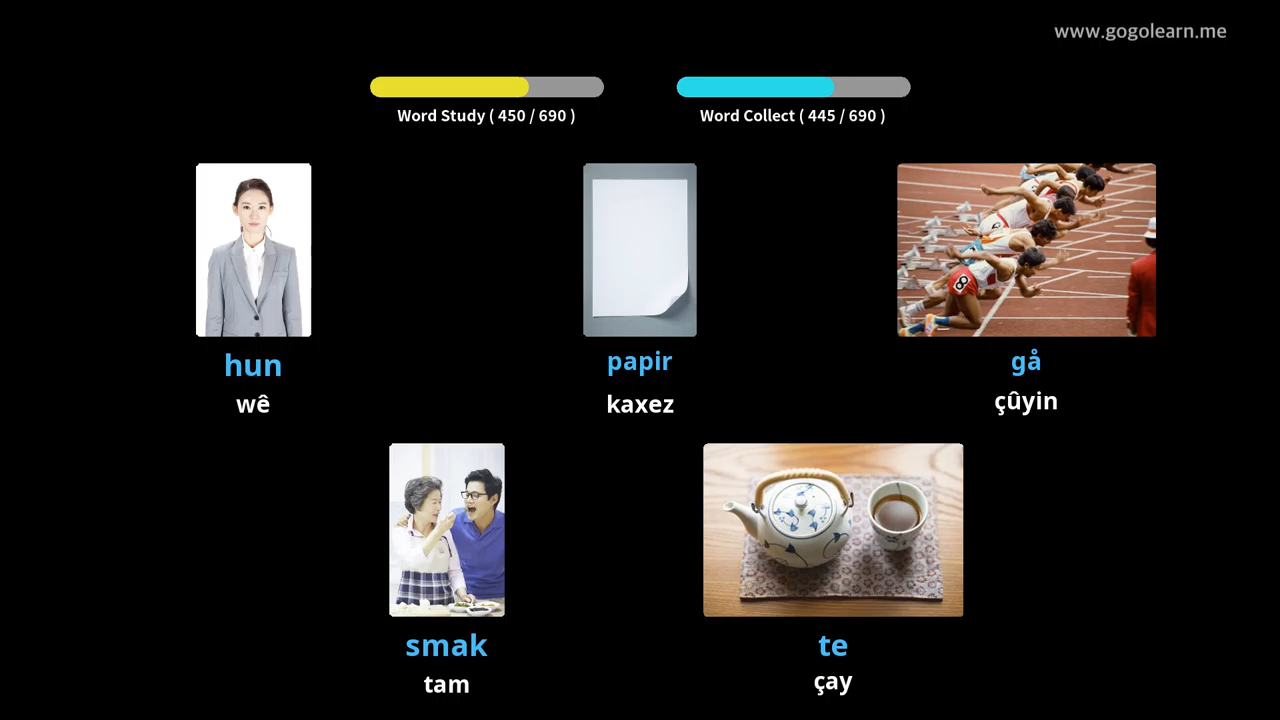 www.gogolearn.me
Word Study ( 450 / 690 )
Word Collect ( 445 / 690 )
hun
wê
papir
kaxez
gå
çûyin
smak
tam
te
çay